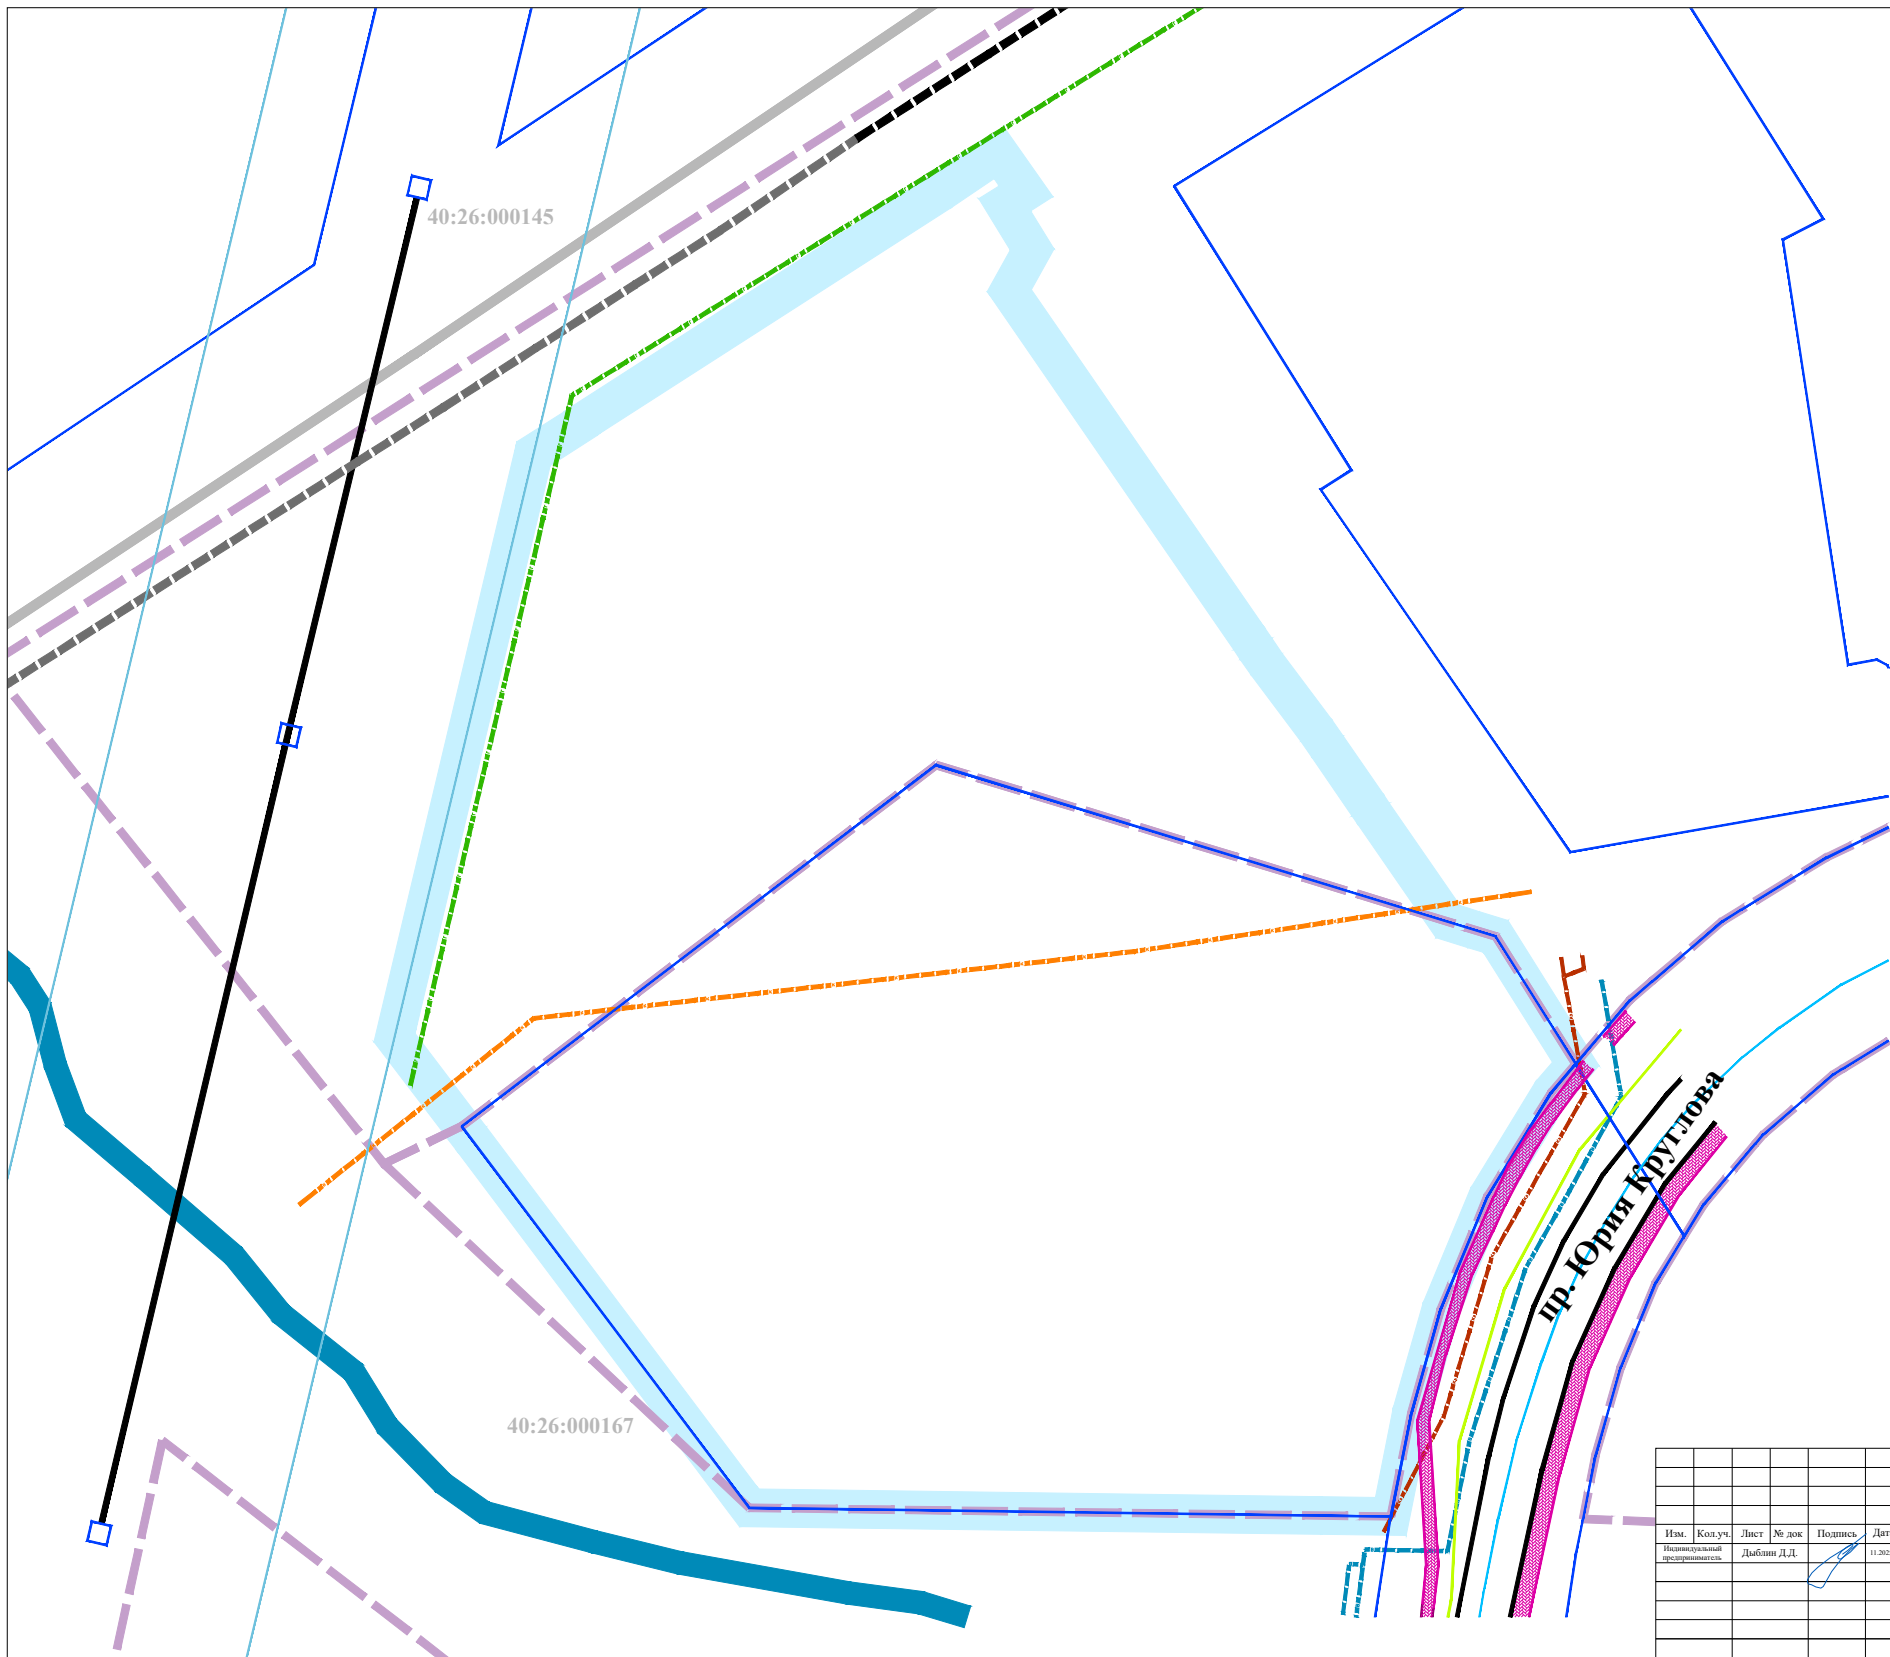 40:26:000145
пр. Юрия Круглова
40:26:000167
Изм. Кол.уч. Лист № док Подпись
Индивидуальный предприниматель Дыблин Д.Д.